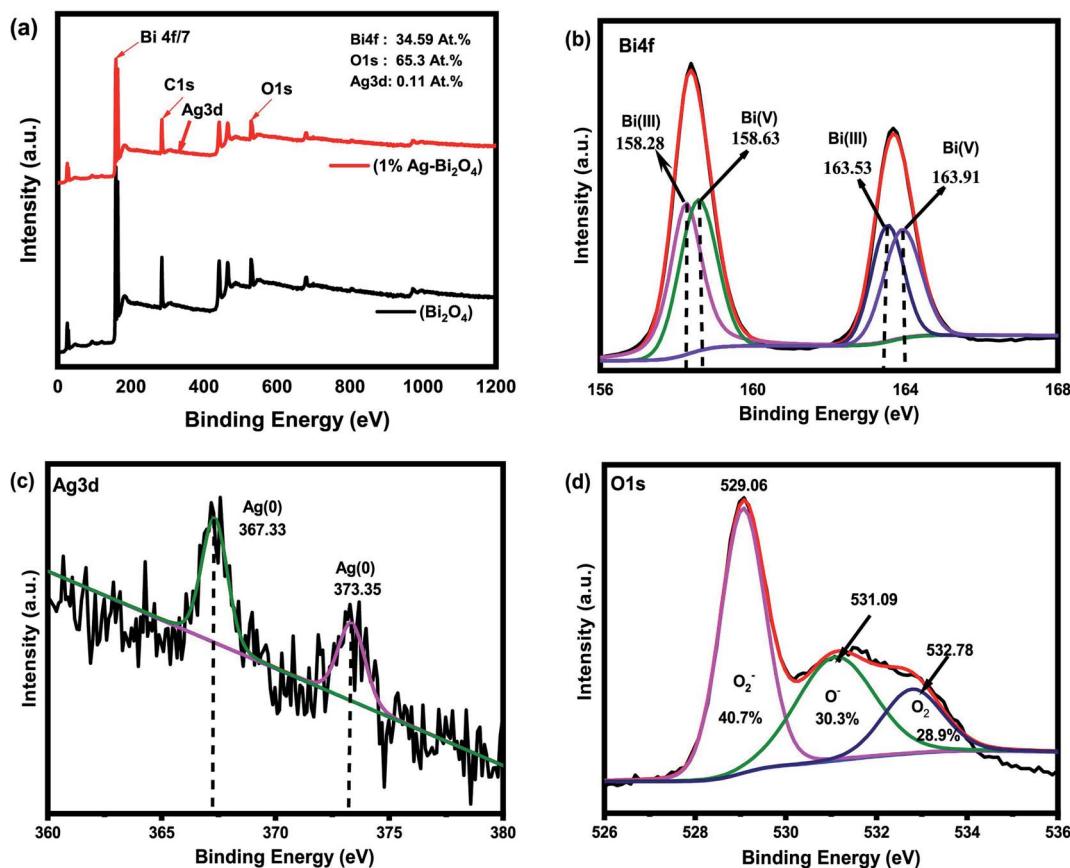 (a)
Bi 4f/7
Bi4f: 34.59 At.%
O1s : 65.3 At.%
Ag3d: 0.11 At.%
C1s
Ag3d
O1s
(1% Ag-Bi₂O₄)
(Bi₂O₄)
Intensity (a.u.)
0 200 400 600 800 1000 1200
Binding Energy (eV)
(b)
Bi4f
Bi(III)
158.28
Bi(V)
158.63
Bi(III)
163.53
Bi(V)
163.91
Intensity (a.u.)
156 160 164 168
Binding Energy (eV)
(c)
Ag3d
Ag(0)
367.33
Ag(0)
373.35
Intensity (a.u.)
360 365 370 375 380
Binding Energy (eV)
(d)
O1s
529.06
531.09
532.78
O₂⁻
40.7%
O⁻
30.3%
O₂
28.9%
Intensity (a.u.)
526 528 530 532 534 536
Binding Energy (eV)